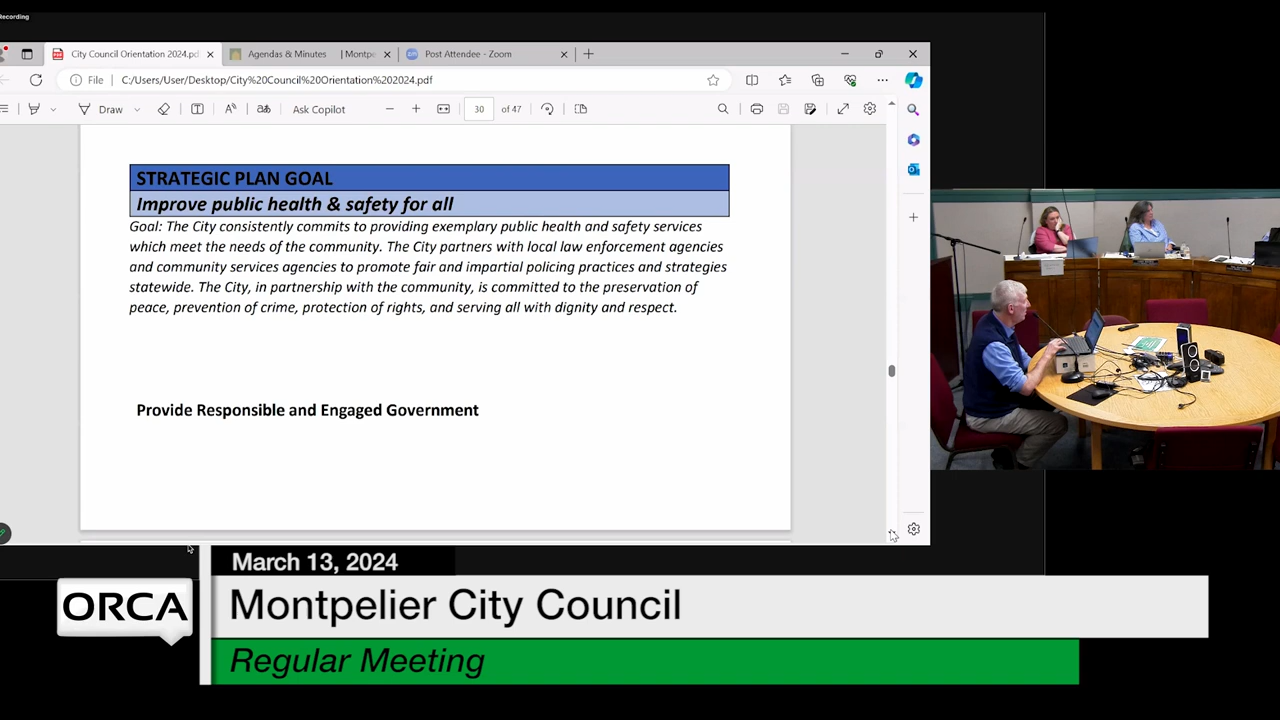 Recording
City Council Orientation 2024.pdf
Agendas & Minutes | Montpe
Post Attendee - Zoom
File
C:/Users/User/Desktop/City%20Council%20Orientation%202024.pdf
Draw
Ask Copilot
30 of 47
STRATEGIC PLAN GOAL
Improve public health & safety for all
Goal: The City consistently commits to providing exemplary public health and safety services
which meet the needs of the community. The City partners with local law enforcement agencies
and community services agencies to promote fair and impartial policing practices and strategies
statewide. The City, in partnership with the community, is committed to the preservation of
peace, prevention of crime, protection of rights, and serving all with dignity and respect.
Provide Responsible and Engaged Government
March 13, 2024
ORCA
Montpelier City Council
Regular Meeting